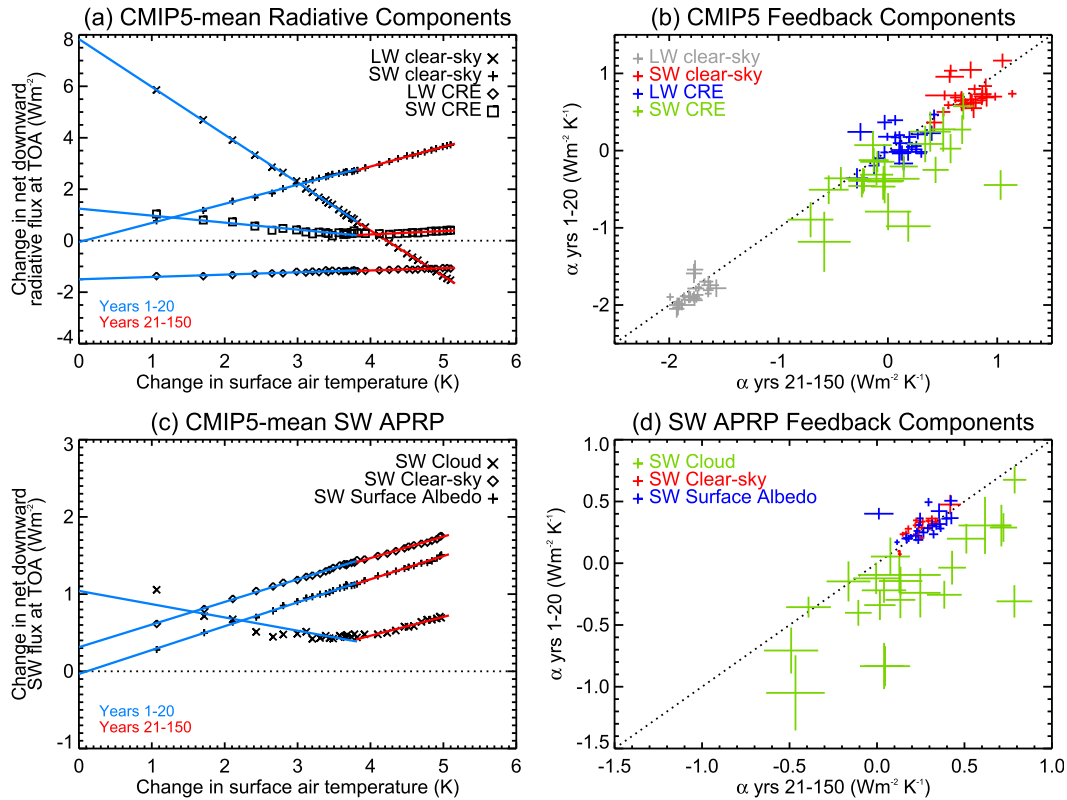 (a) CMIP5-mean Radiative Components
Change in net downward
radiative flux at TOA (Wm⁻²)
8
6
4
2
0
-2
-4
LW clear-sky
SW clear-sky
LW CRE
SW CRE
Years 1-20
Years 21-150
0 1 2 3 4 5 6
Change in surface air temperature (K)
(b) CMIP5 Feedback Components
α yrs 1-20 (Wm⁻² K⁻¹)
1
0
-1
-2
LW clear-sky
SW clear-sky
LW CRE
SW CRE
-2 -1 0 1
α yrs 21-150 (Wm⁻² K⁻¹)
(c) CMIP5-mean SW APRP
Change in net downward
SW flux at TOA (Wm⁻²)
3
2
1
0
-1
SW Cloud
SW Clear-sky
SW Surface Albedo
Years 1-20
Years 21-150
0 1 2 3 4 5 6
Change in surface air temperature (K)
(d) SW APRP Feedback Components
α yrs 1-20 (Wm⁻² K⁻¹)
1.0
0.5
0.0
-0.5
-1.0
-1.5
SW Cloud
SW Clear-sky
SW Surface Albedo
-1.5 -1.0 -0.5 0.0 0.5 1.0
α yrs 21-150 (Wm⁻² K⁻¹)